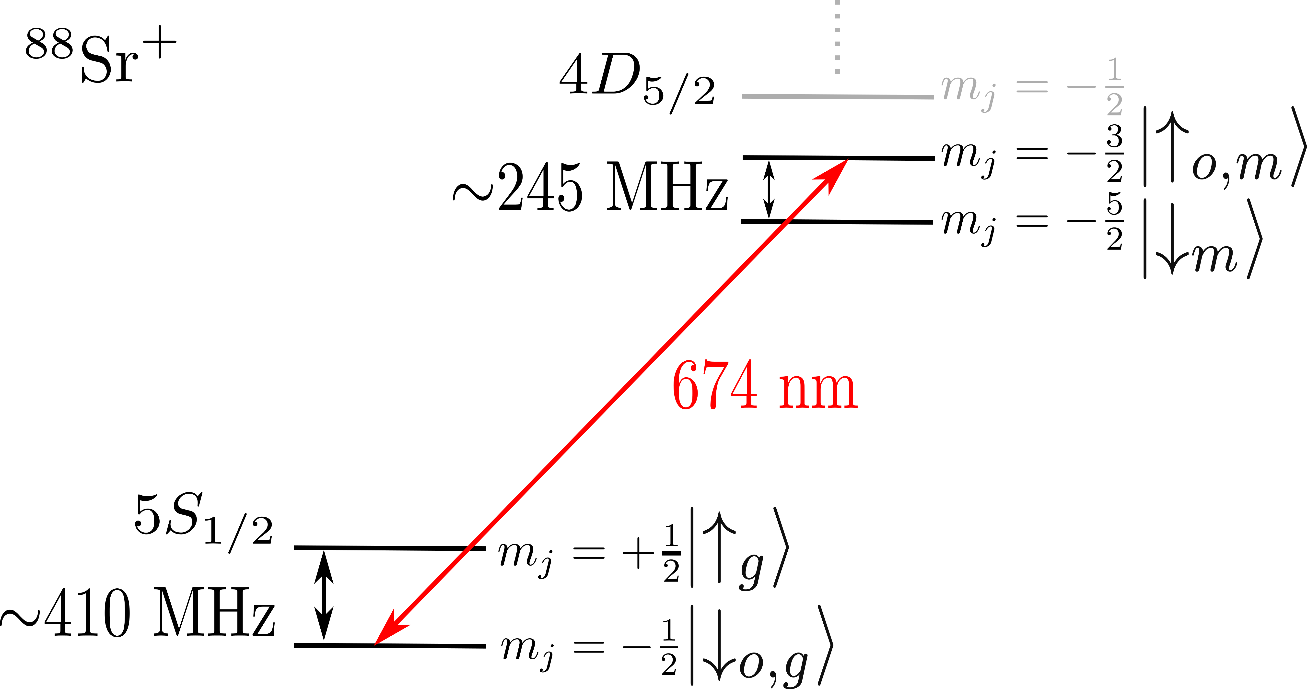 ⁸⁸Sr⁺
4D₅/₂
mⱼ = −1/2
mⱼ = −3/2 |↑ₒ,ₘ⟩
~245 MHz
mⱼ = −5/2 |↓ₘ⟩
674 nm
5S₁/₂
mⱼ = +1/2 |↑g⟩
~410 MHz
mⱼ = −1/2 |↓ₒ,g⟩